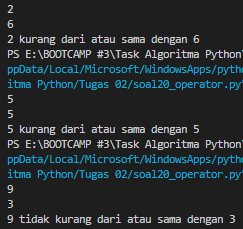 2
6
2 kurang dari atau sama dengan 6
PS E:\BOOTCAMP #3\Task Algoritma Python\
ppData/Local/Microsoft/WindowsApps/pytho
itma Python/Tugas 02/soal20_operator.py"
5
5
5 kurang dari atau sama dengan 5
PS E:\BOOTCAMP #3\Task Algoritma Python\
ppData/Local/Microsoft/WindowsApps/pytho
itma Python/Tugas 02/soal20_operator.py"
9
3
9 tidak kurang dari atau sama dengan 3